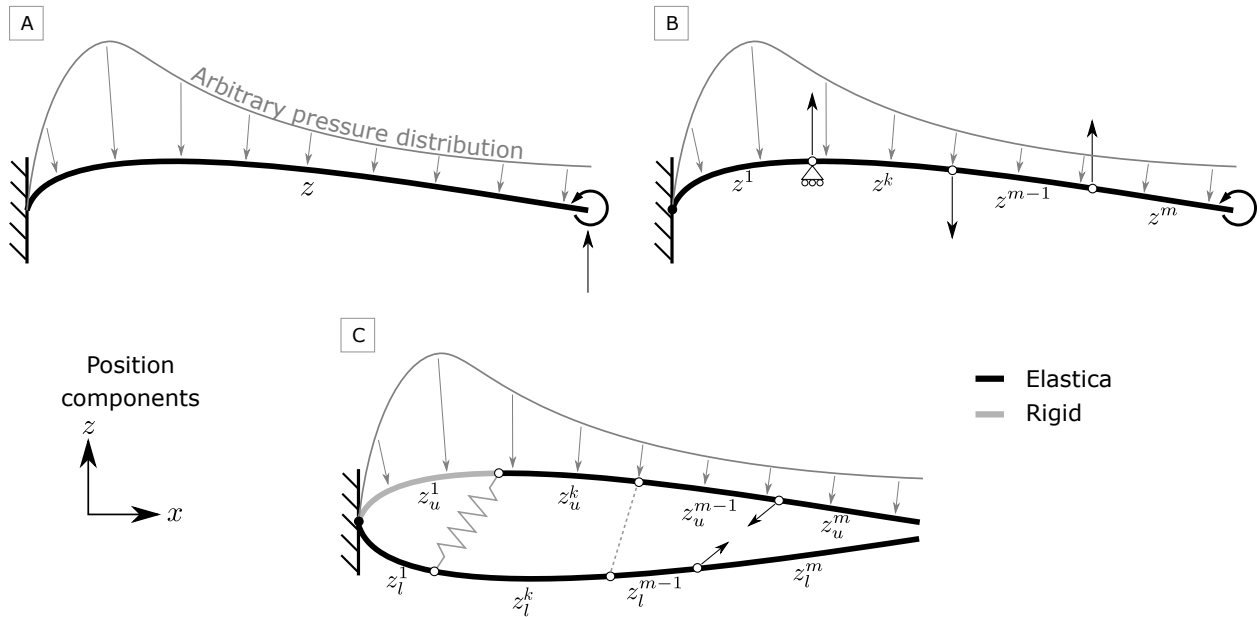 A
Arbitrary pressure distribution
z
B
z^1
z^k
z^{m-1}
z^m
C
Position
components
z
x
z_u^1
z_u^k
z_u^{m-1}
z_u^m
z_l^1
z_l^k
z_l^{m-1}
z_l^m
Elastica
Rigid